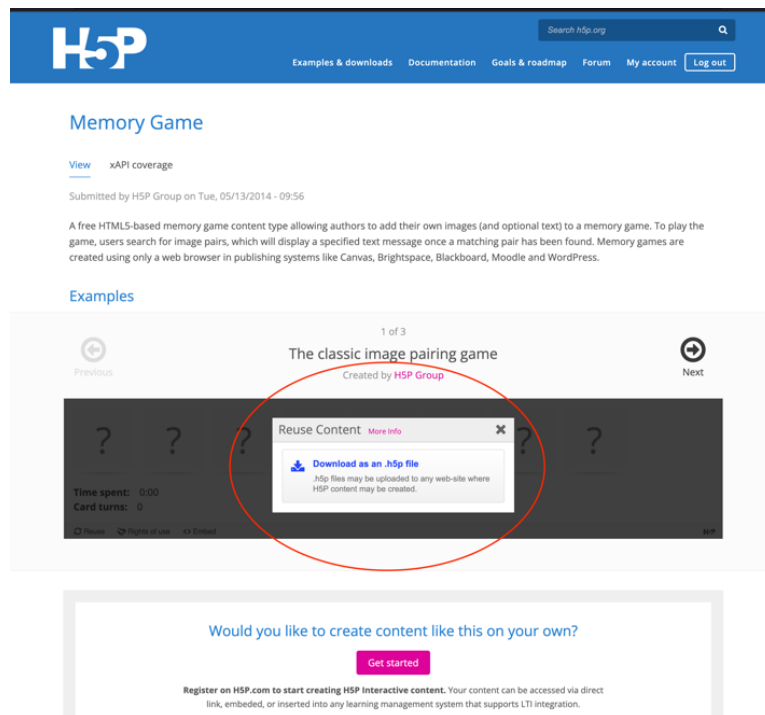 Search h5p.org
H5P
Examples & downloads Documentation Goals & roadmap Forum My account Log out
Memory Game
View xAPI coverage
Submitted by H5P Group on Tue, 05/13/2014 - 09:56
A free HTML5-based memory game content type allowing authors to add their own images (and optional text) to a memory game. To play the
game, users search for image pairs, which will display a specified text message once a matching pair has been found. Memory games are
created using only a web browser in publishing systems like Canvas, Brightspace, Blackboard, Moodle and WordPress.
Examples
1 of 3
The classic image pairing game
Previous
Next
Created by H5P Group
? ? ? ? ?
Reuse Content More Info
Download as an .h5p file
.h5p files may be uploaded to any web-site where
H5P content may be created.
Time spent: 0:00
Card turns: 0
Reuse Rights of use <> Embed H5P
Would you like to create content like this on your own?
Get started
Register on H5P.com to start creating H5P Interactive content. Your content can be accessed via direct
link, embeded, or inserted into any learning management system that supports LTI integration.